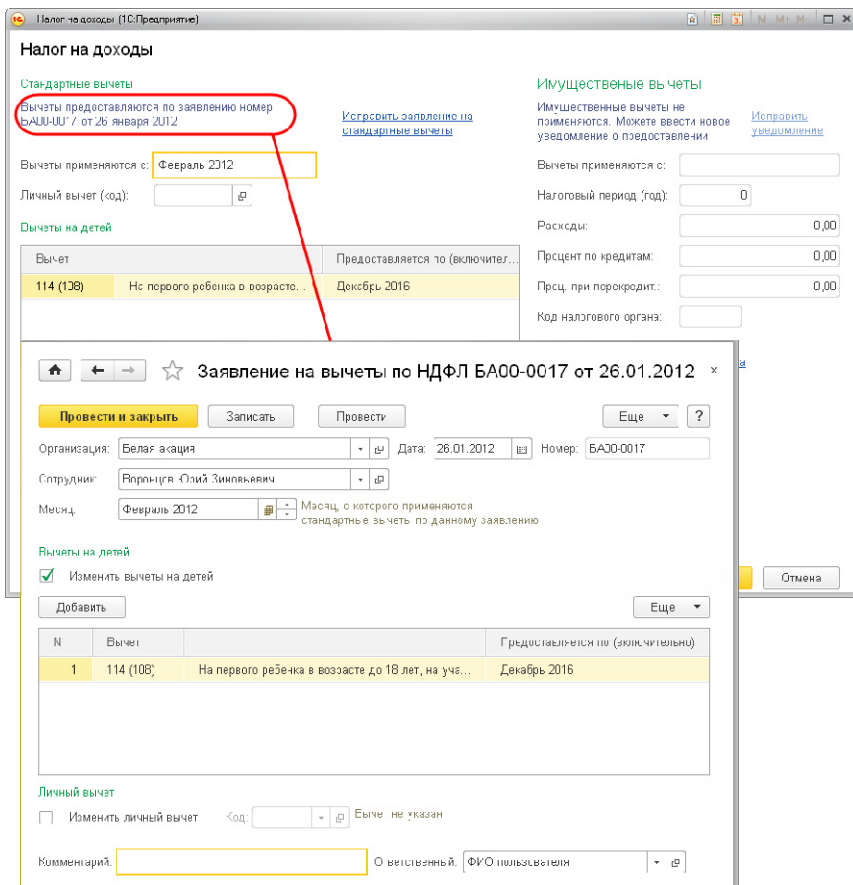 Налог на доходы (1С:Предприятие)
M M+ M-
Налог на доходы
Стандартные вычеты
Вычеты предоставляются по заявлению номер
БА00-0017 от 26 января 2012
Исправить заявление на
стандартные вычеты
Вычеты применяются с: Февраль 2012
Личный вычет (код):
Вычеты на детей
Вычет Предоставляется по (включител...
114 (108) На первого ребенка в возрасте... Декабрь 2016
Имущественые вычеты
Имущественные вычеты не
применяются. Можете ввести новое
уведомление о предоставлении
Исправить
уведомление
Вычеты применяются с:
Налоговый период (год): 0
Расходы: 0,00
Процент по кредитам: 0,00
Проц. при перекредит.: 0,00
Код налогового органа:
Заявление на вычеты по НДФЛ БА00-0017 от 26.01.2012
Провести и закрыть Записать Провести Еще ?
Организация: Белая акация Дата: 26.01.2012 Номер: БА00-0017
Сотрудник: Воронцов Юрий Зиновьевич
Месяц: Февраль 2012 Месяц, с которого применяются
стандартные вычеты по данному заявлению
Вычеты на детей
Изменить вычеты на детей
Отмена
Добавить Еще
N Вычет Предоставляется по (включительно)
1 114 (108) На первого ребенка в возрасте до 18 лет, на уча... Декабрь 2016
Личный вычет
Изменить личный вычет Код: Вычет не указан
Комментарий: Ответственный: ФИО пользователя